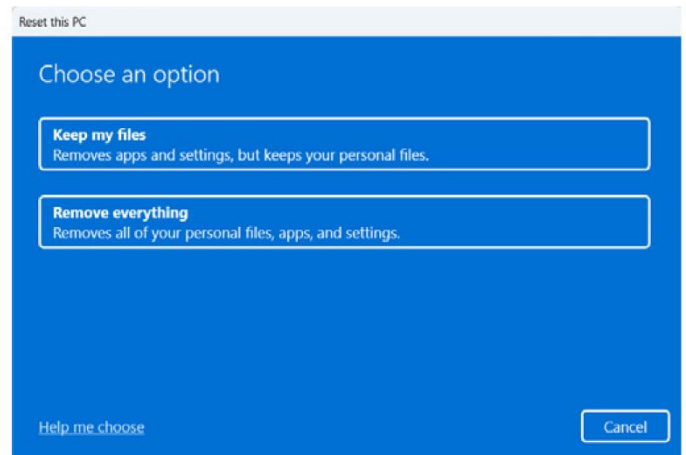 Reset this PC
Choose an option
Keep my files
Removes apps and settings, but keeps your personal files.
Remove everything
Removes all of your personal files, apps, and settings.
Help me choose
Cancel